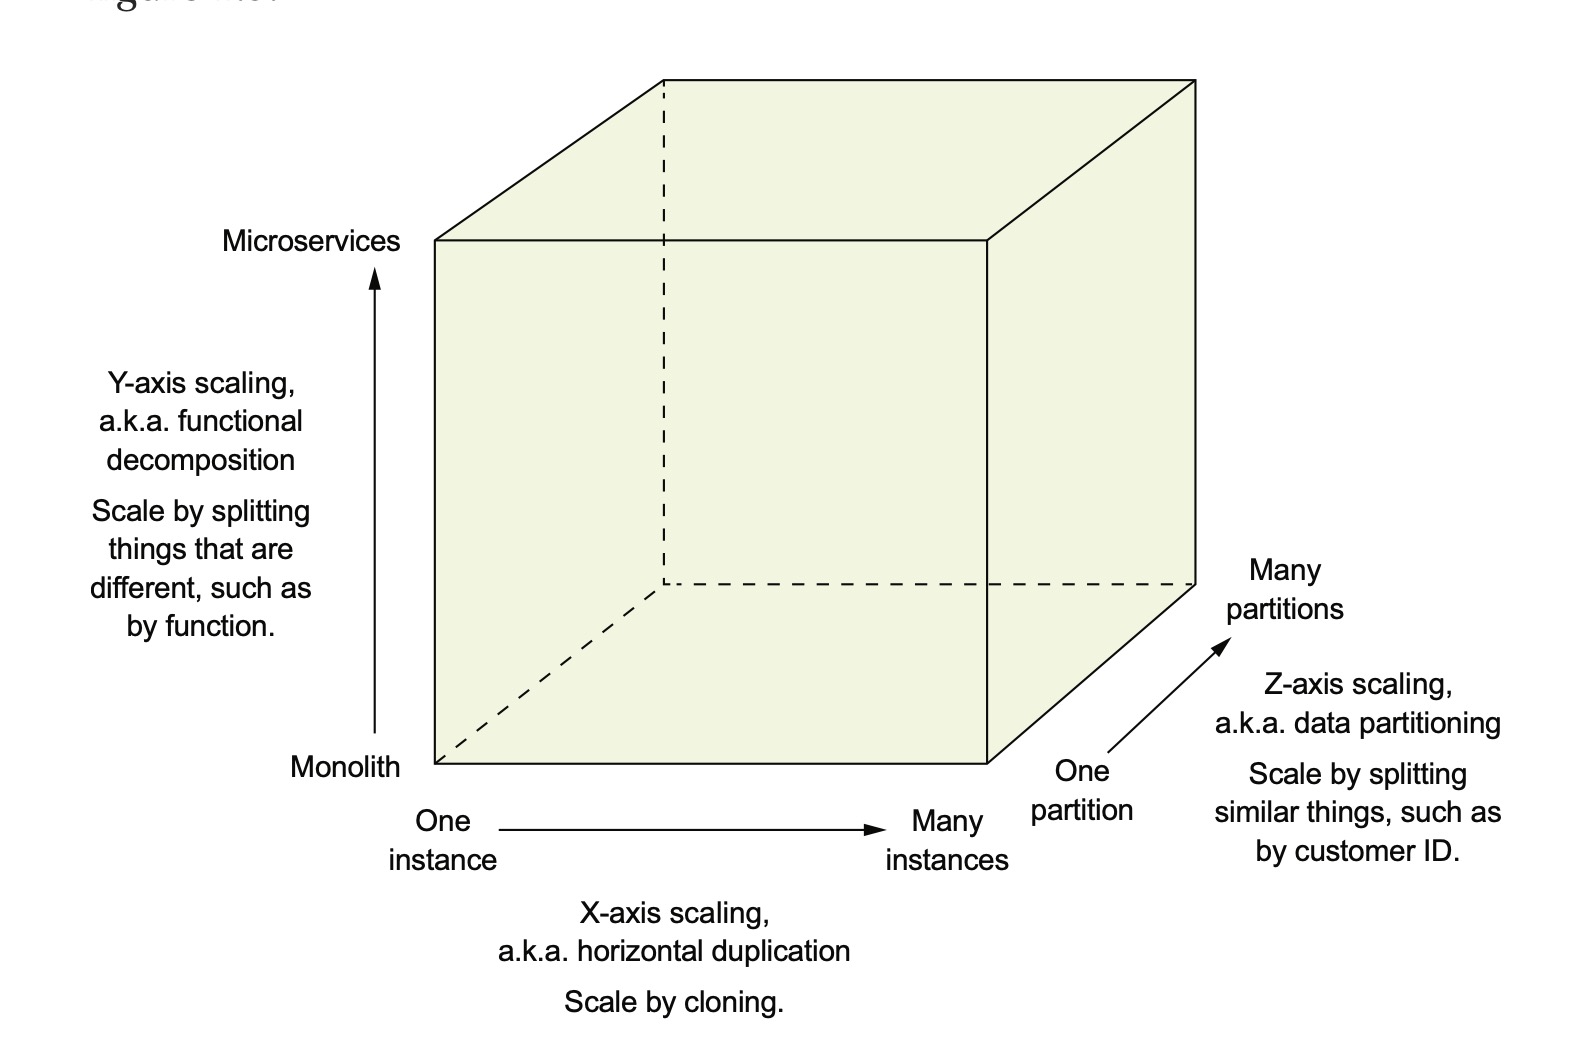 Microservices
Y-axis scaling,
a.k.a. functional
decomposition
Scale by splitting
things that are
different, such as
by function.
Monolith
One
instance
Many
instances
X-axis scaling,
a.k.a. horizontal duplication
Scale by cloning.
One
partition
Many
partitions
Z-axis scaling,
a.k.a. data partitioning
Scale by splitting
similar things, such as
by customer ID.